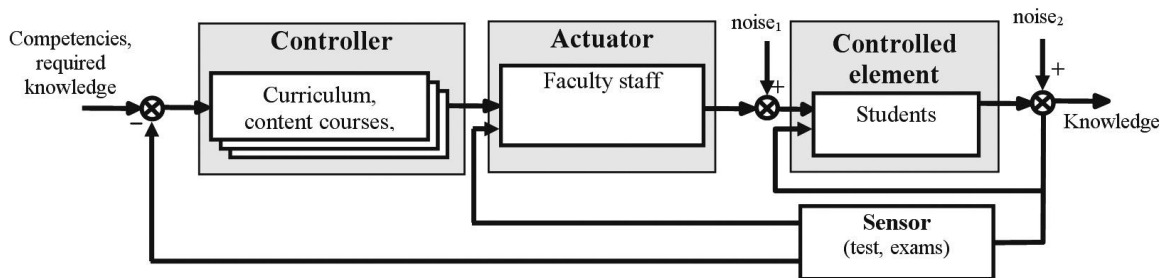 Competencies,
required
knowledge
−
Controller
Curriculum,
content courses,
Actuator
Faculty staff
noise₁
+
Controlled
element
Students
noise₂
+
Knowledge
Sensor
(test, exams)